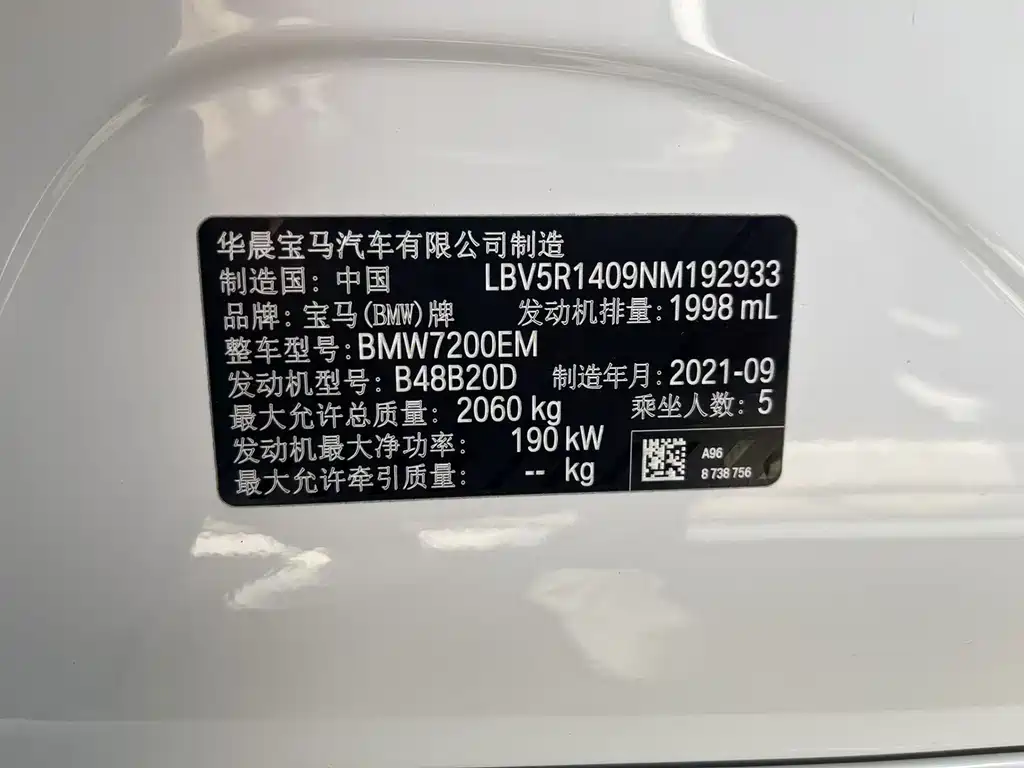 华晨宝马汽车有限公司制造
制造国：中国 LBV5R1409NM192933
品牌：宝马(BMW)牌 发动机排量：1998 mL
整车型号：BMW7200EM
发动机型号：B48B20D 制造年月：2021-09
最大允许总质量：2060 kg 乘坐人数：5
发动机最大净功率：190 kW
最大允许牵引质量：-- kg
A96
8 738 756